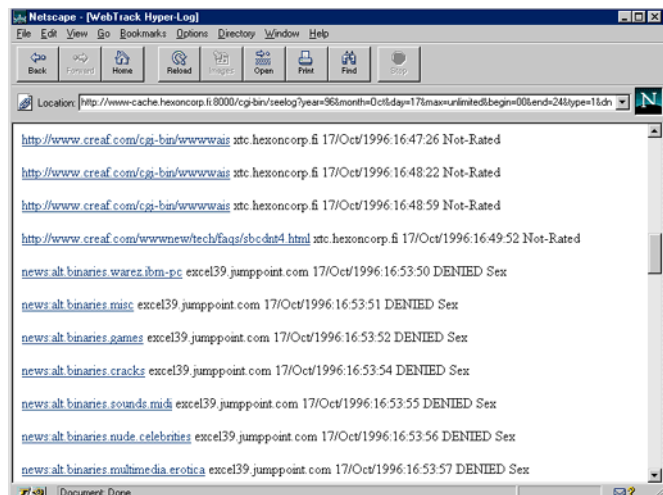 Netscape - [WebTrack Hyper-Log]
File Edit View Go Bookmarks Options Directory Window Help
Back Forward Home Reload Images Open Print Find Stop
Location: http://www-cache.hexoncorp.fi:8000/cgi-bin/seelog?year=96&month=Oct&day=17&max=unlimited&begin=00&end=24&type=1&dn
N
http://www.creaf.com/cgi-bin/wwwwais xtc.hexoncorp.fi 17/Oct/1996:16:47:26 Not-Rated
http://www.creaf.com/cgi-bin/wwwwais xtc.hexoncorp.fi 17/Oct/1996:16:48:22 Not-Rated
http://www.creaf.com/cgi-bin/wwwwais xtc.hexoncorp.fi 17/Oct/1996:16:48:59 Not-Rated
http://www.creaf.com/wwwnew/tech/faqs/sbcdnt4.html xtc.hexoncorp.fi 17/Oct/1996:16:49:52 Not-Rated
news:alt.binaries.warez.ibm-pc excel39.jumppoint.com 17/Oct/1996:16:53:50 DENIED Sex
news:alt.binaries.misc excel39.jumppoint.com 17/Oct/1996:16:53:51 DENIED Sex
news:alt.binaries.games excel39.jumppoint.com 17/Oct/1996:16:53:52 DENIED Sex
news:alt.binaries.cracks excel39.jumppoint.com 17/Oct/1996:16:53:54 DENIED Sex
news:alt.binaries.sounds.midi excel39.jumppoint.com 17/Oct/1996:16:53:55 DENIED Sex
news:alt.binaries.nude.celebrities excel39.jumppoint.com 17/Oct/1996:16:53:56 DENIED Sex
news:alt.binaries.multimedia.erotica excel39.jumppoint.com 17/Oct/1996:16:53:57 DENIED Sex
Document: Done